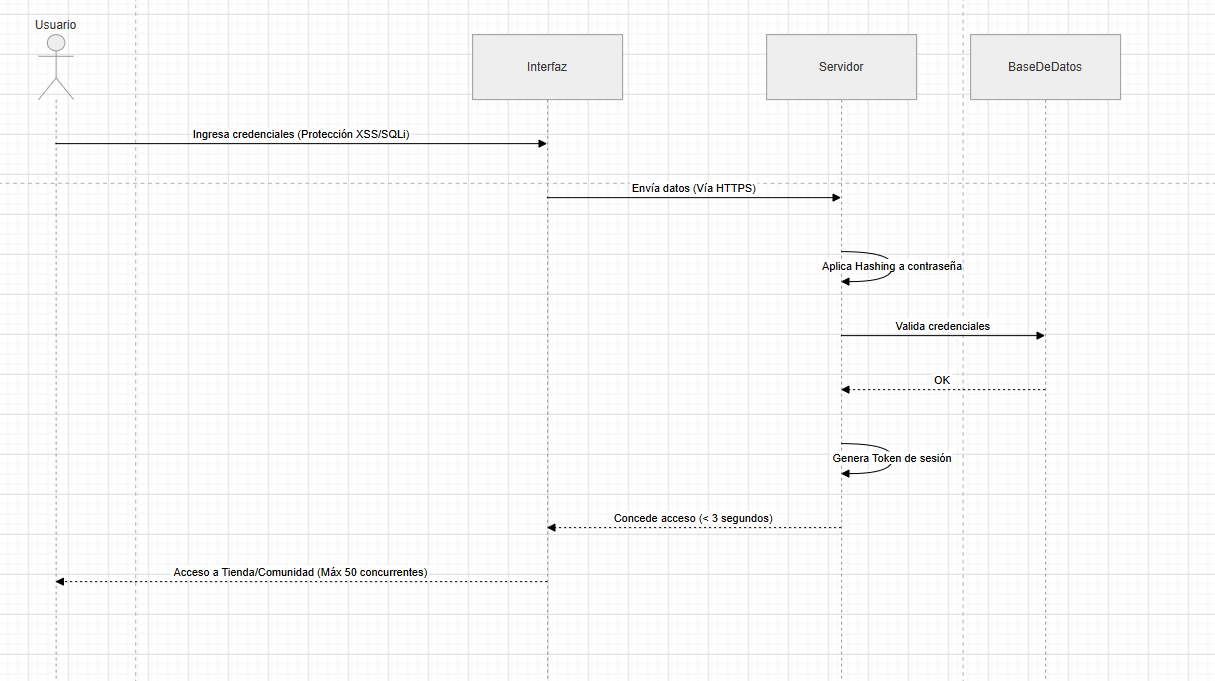 Usuario
Interfaz
Servidor
BaseDeDatos
Ingresa credenciales (Protección XSS/SQLi)
Envía datos (Vía HTTPS)
Aplica Hashing a contraseña
Valida credenciales
OK
Genera Token de sesión
Concede acceso (< 3 segundos)
Acceso a Tienda/Comunidad (Máx 50 concurrentes)